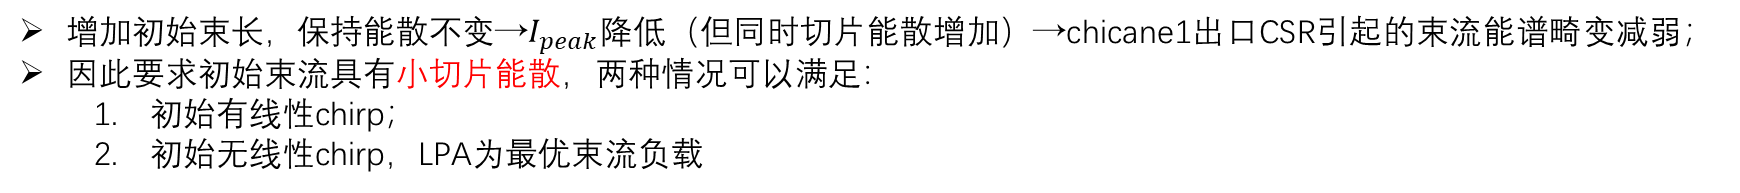 ➢ 增加初始束长，保持能散不变→I_peak降低（但同时切片能散增加）→chicane1出口CSR引起的束流能谱畸变减弱；
➢ 因此要求初始束流具有小切片能散，两种情况可以满足：
1. 初始有线性chirp；
2. 初始无线性chirp，LPA为最优束流负载